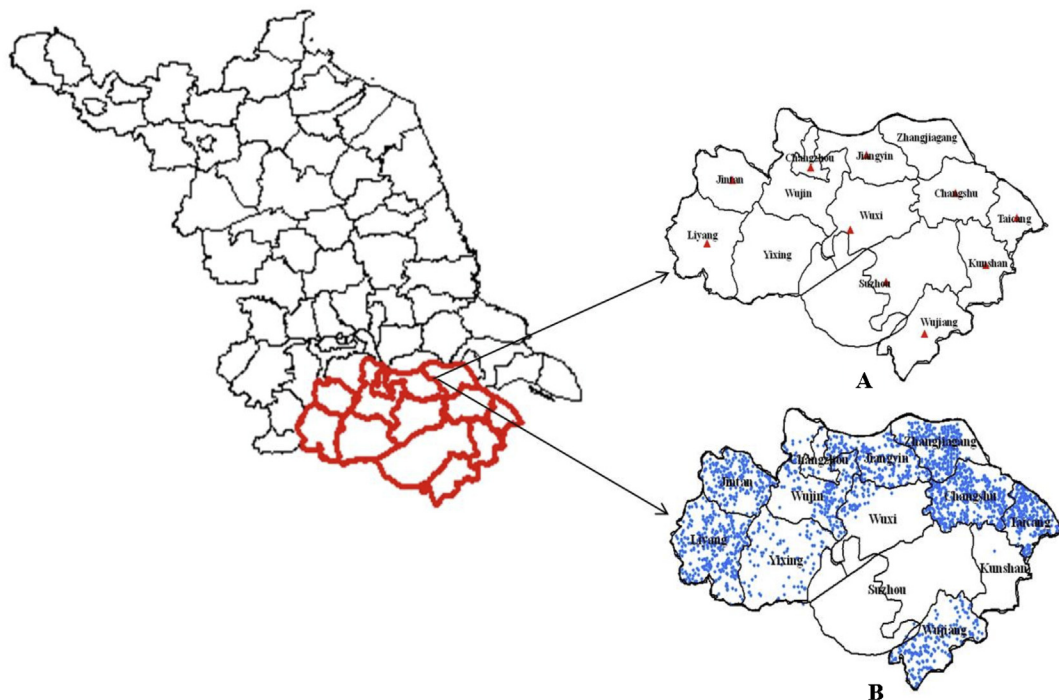 Zhangjiagang
Changzhou
Jiangyin
Jintan
Wujin
Changshu
Wuxi
Taicang
Liyang
Yixing
Kunshan
Suzhou
Wujiang
A
Zhangjiagang
Changzhou
Jiangyin
Jintan
Wujin
Changshu
Wuxi
Taicang
Liyang
Yixing
Kunshan
Suzhou
Wujiang
B